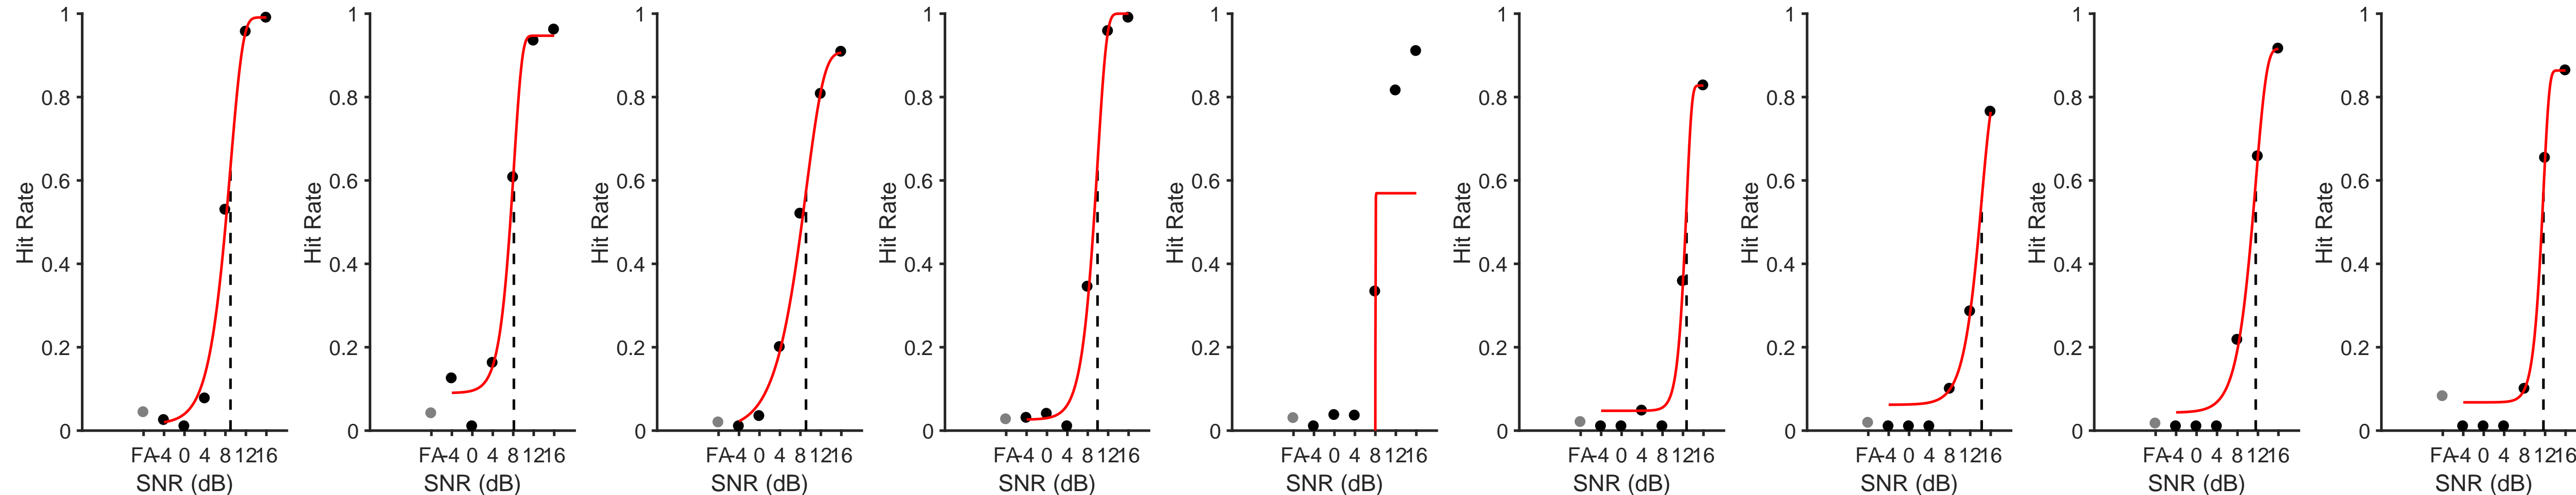 1 1 1 1 1 1 1 1 1
0.8 0.8 0.8 0.8 0.8 0.8 0.8 0.8 0.8
0.6 0.6 0.6 0.6 0.6 0.6 0.6 0.6 0.6
Hit Rate Hit Rate Hit Rate Hit Rate Hit Rate Hit Rate Hit Rate Hit Rate Hit Rate
0.4 0.4 0.4 0.4 0.4 0.4 0.4 0.4 0.4
0.2 0.2 0.2 0.2 0.2 0.2 0.2 0.2 0.2
0 0 0 0 0 0 0 0 0
FA-4 0 4 8 1216 FA-4 0 4 8 1216 FA-4 0 4 8 1216 FA-4 0 4 8 1216 FA-4 0 4 8 1216 FA-4 0 4 8 1216 FA-4 0 4 8 1216 FA-4 0 4 8 1216 FA-4 0 4 8 1216
SNR (dB) SNR (dB) SNR (dB) SNR (dB) SNR (dB) SNR (dB) SNR (dB) SNR (dB) SNR (dB)